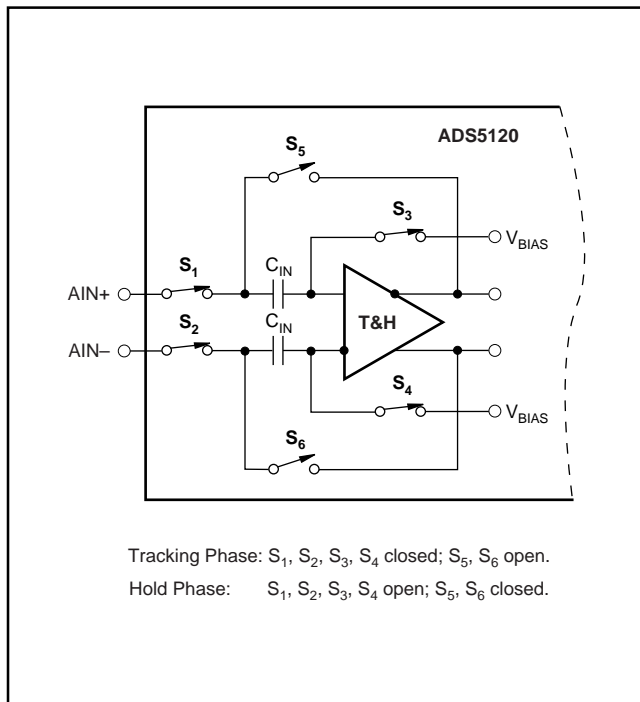 ADS5120
S5
S3
VBIAS
S1
CIN
AIN+
T&H
S2
CIN
AIN–
S4
VBIAS
S6
Tracking Phase: S1, S2, S3, S4 closed; S5, S6 open.
Hold Phase: S1, S2, S3, S4 open; S5, S6 closed.